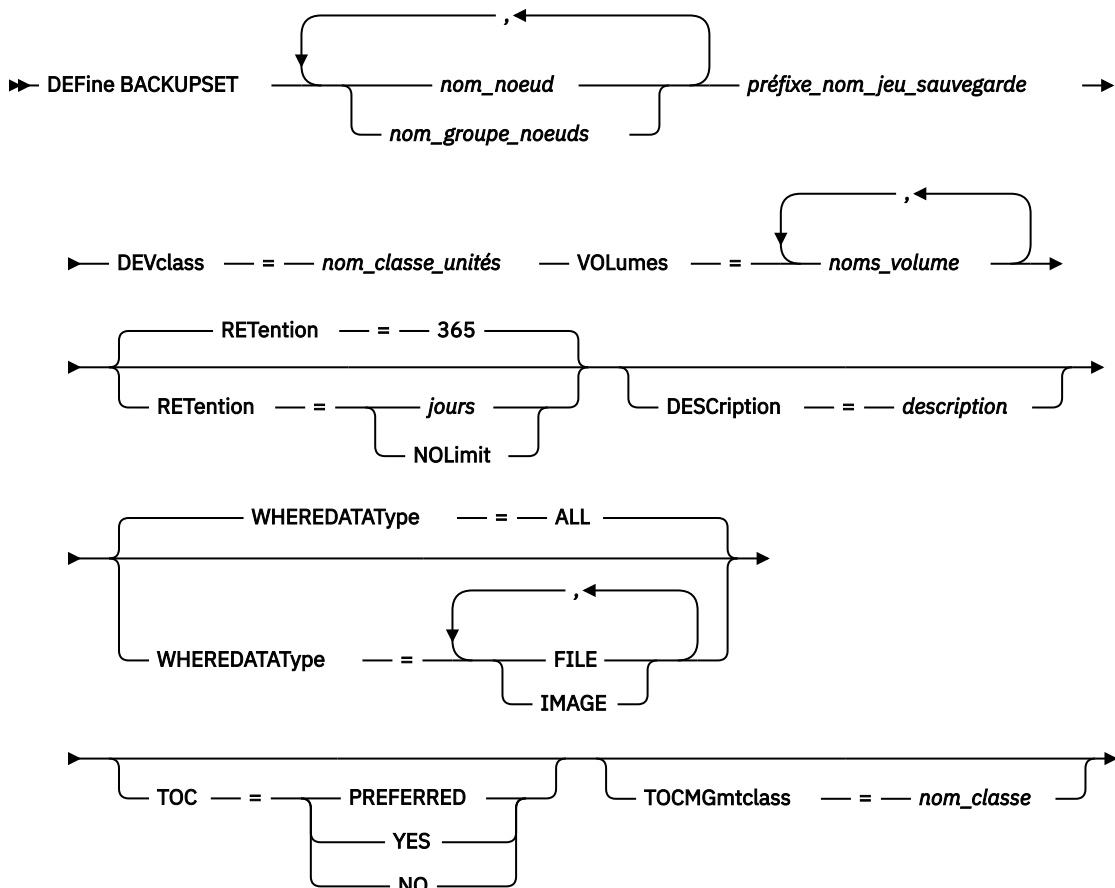 ,
DEFine BACKUPSET nom_noeud préfixe_nom_jeu_sauvegarde
nom_groupe_noeuds
,
DEVclass = nom_classe_unités VOLumes = noms_volume
RETention = 365
RETention = jours DESCription = description
NOLimit
WHEREDATAType = ALL
,
WHEREDATAType = FILE
IMAGE
TOC = PREFERRED TOCMGmtclass = nom_classe
YES
NO